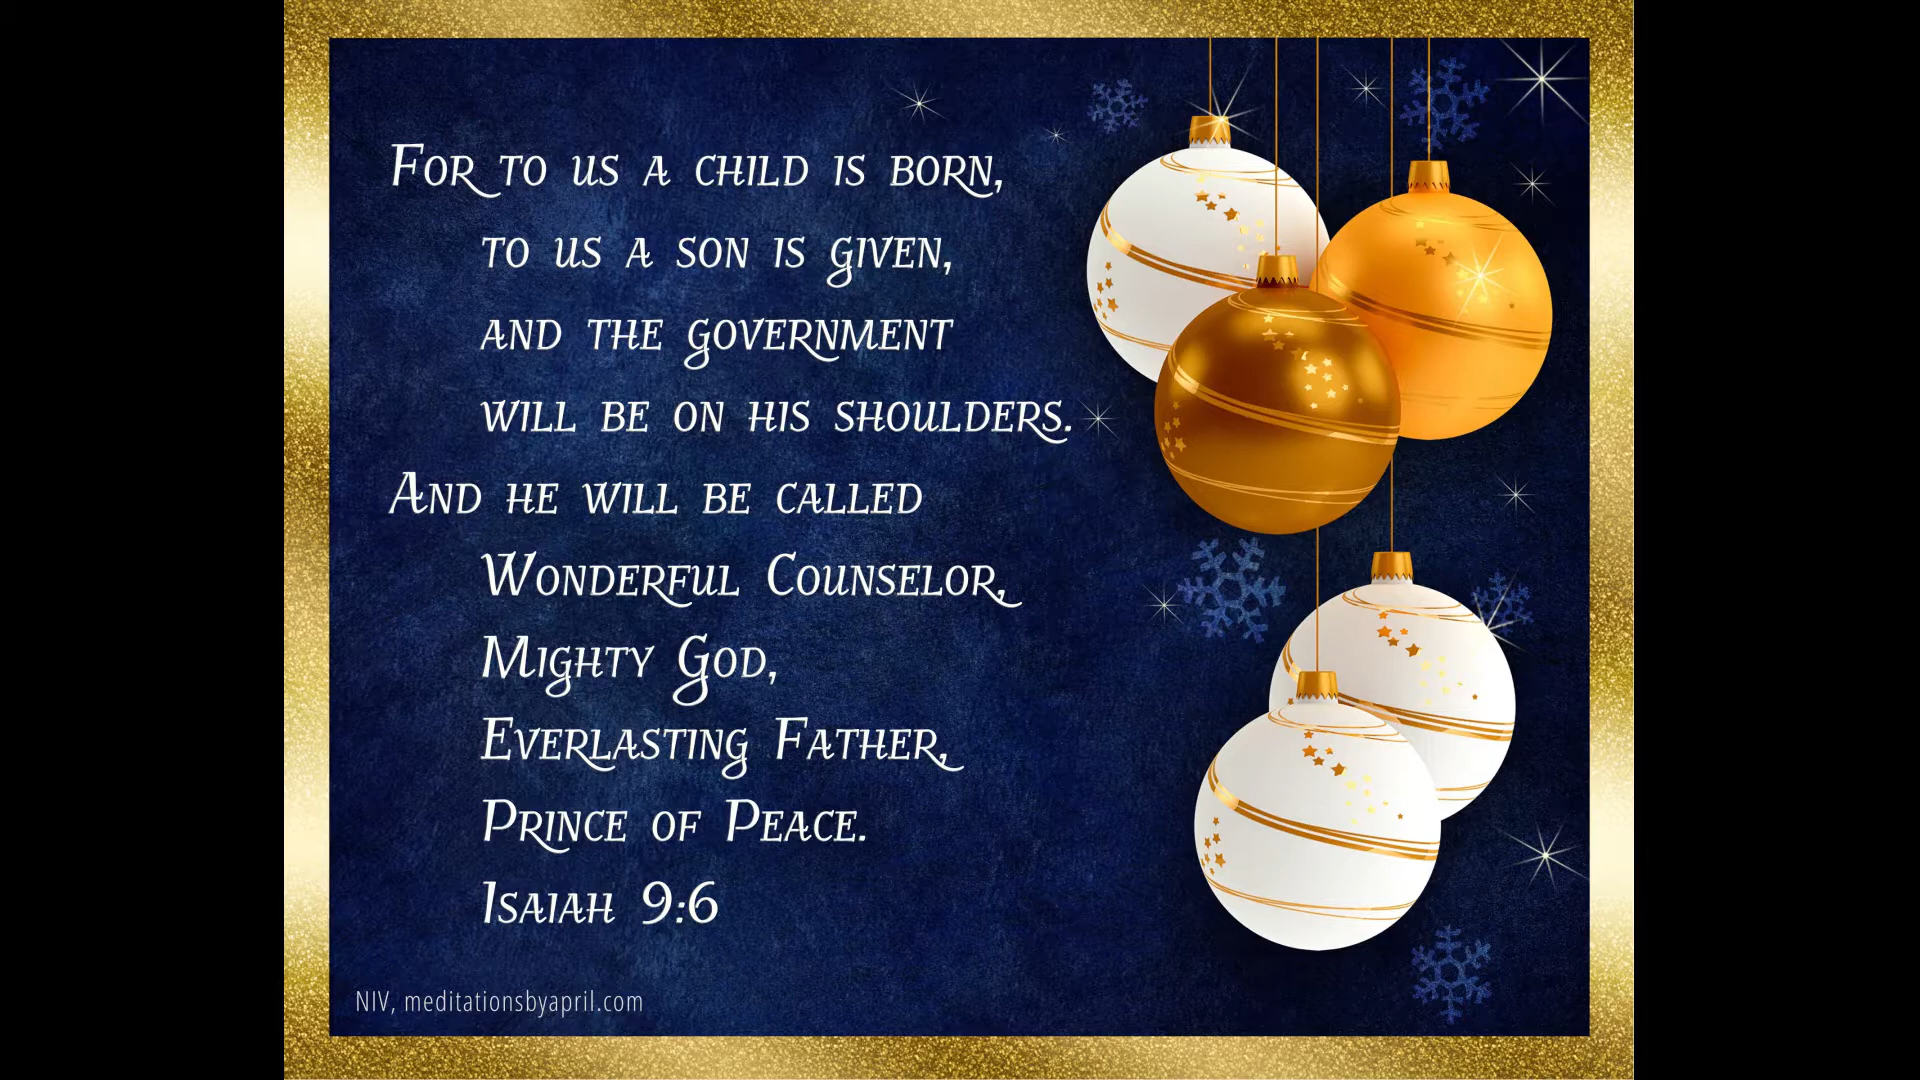 For to us a child is born,
to us a son is given,
and the government
will be on his shoulders.
And he will be called
Wonderful Counselor,
Mighty God,
Everlasting Father,
Prince of Peace.
Isaiah 9:6
NIV, meditationsbyapril.com